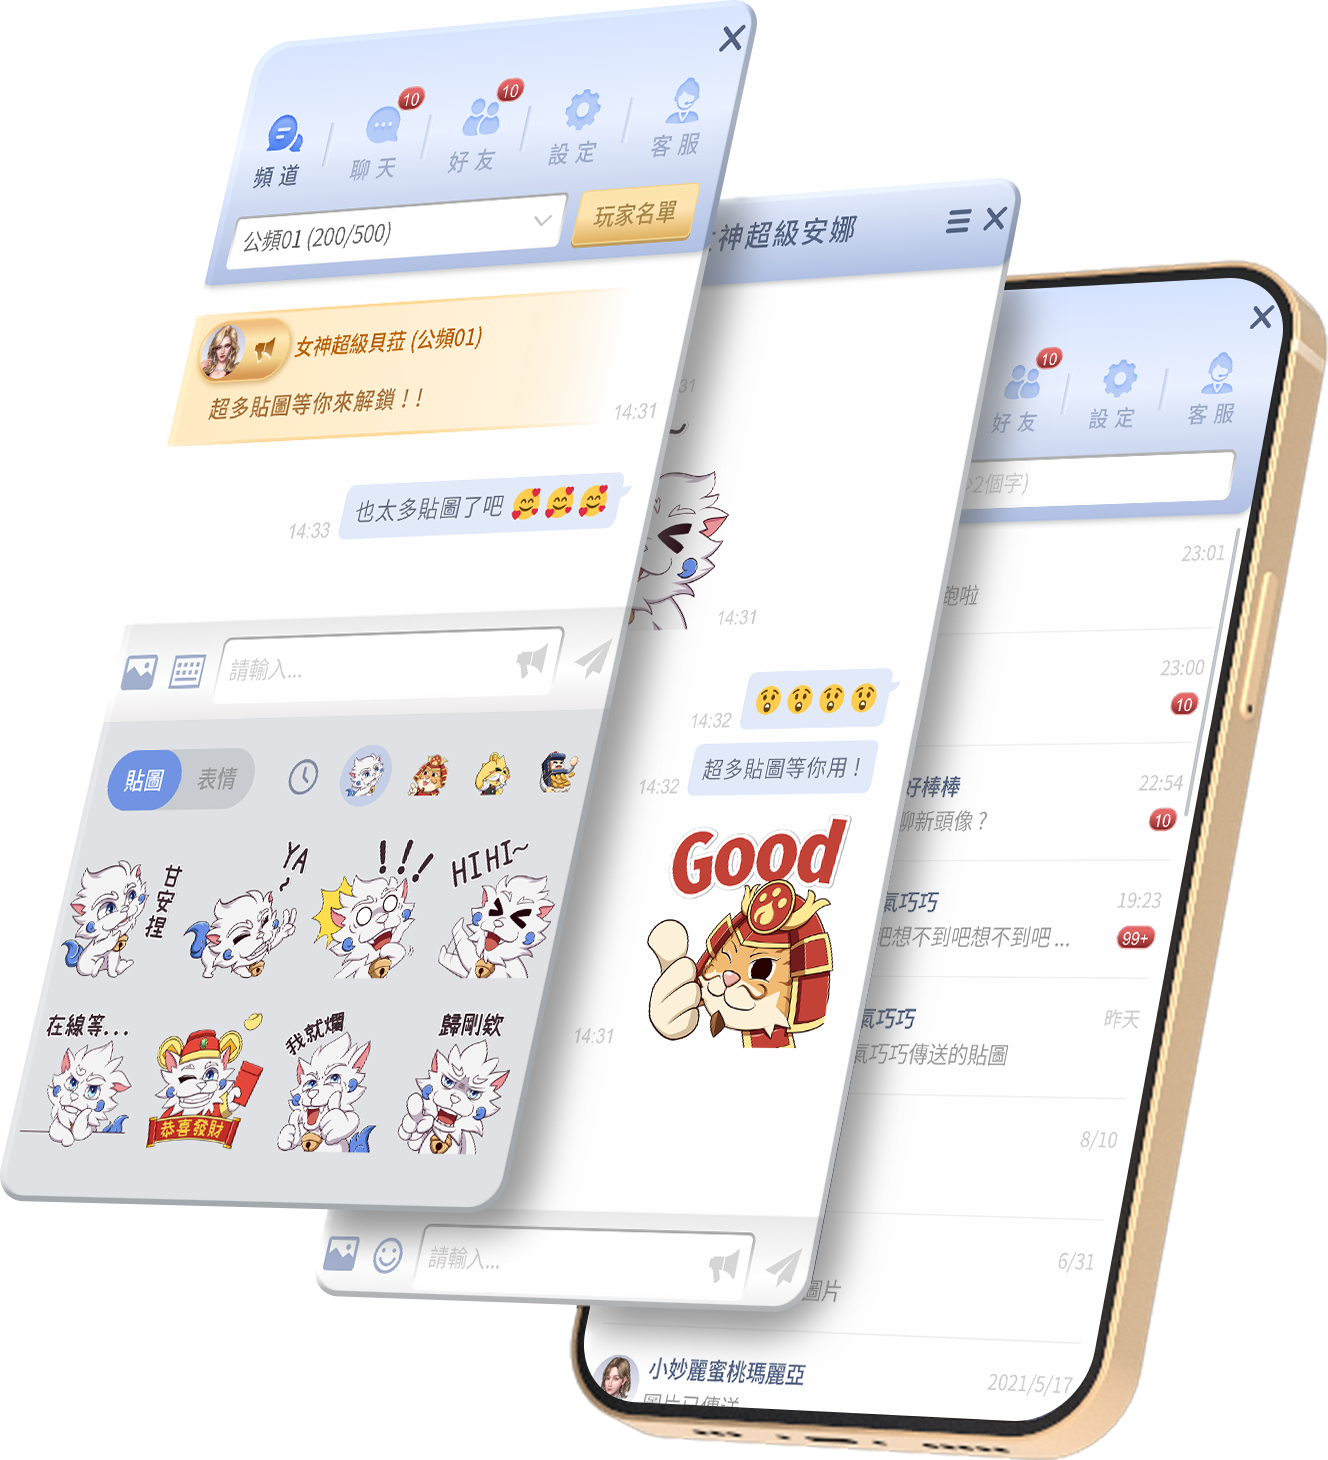 頻道
聊天
10
好友
10
設定
客服
公頻01 (200/500)
玩家名單
女神超級貝菈 (公頻01)
超多貼圖等你來解鎖！！
14:31
也太多貼圖了吧
14:33
請輸入...
貼圖
表情
甘安捏
YA~
!!!
HIHI~
在線等...
恭喜發財
我就爛
歸剛欸
神超級安娜
31
14:31
14:32
超多貼圖等你用！
14:32
Good
14:31
請輸入...
好友
10
設定
客服
2個字)
23:01
跑啦
23:00
10
好棒棒
22:54
聊新頭像？
10
氣巧巧
19:23
吧想不到吧想不到吧...
99+
氣巧巧
昨天
氣巧巧傳送的貼圖
8/10
6/31
圖片
小妙麗蜜桃瑪麗亞
2021/5/17
圖片已傳送